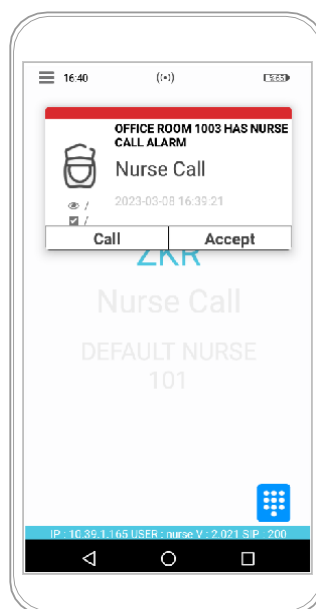 16:40
OFFICE ROOM 1003 HAS NURSE
CALL ALARM
Nurse Call
2023-03-08 16:39:21
/
/
Call Accept
ZKR
Nurse Call
DEFAULT NURSE
101
IP : 10.39.1.165 USER : nurse V : 2.021 SIP : 200